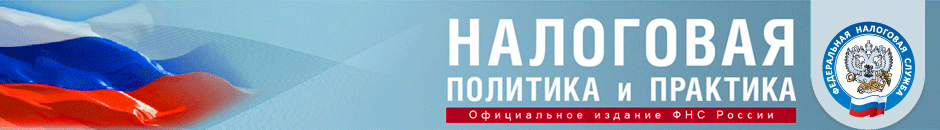 НАЛОГОВАЯ
ПОЛИТИКА и ПРАКТИКА
Официальное издание ФНС России
ФЕДЕРАЛЬНАЯ НАЛОГОВАЯ СЛУЖБА